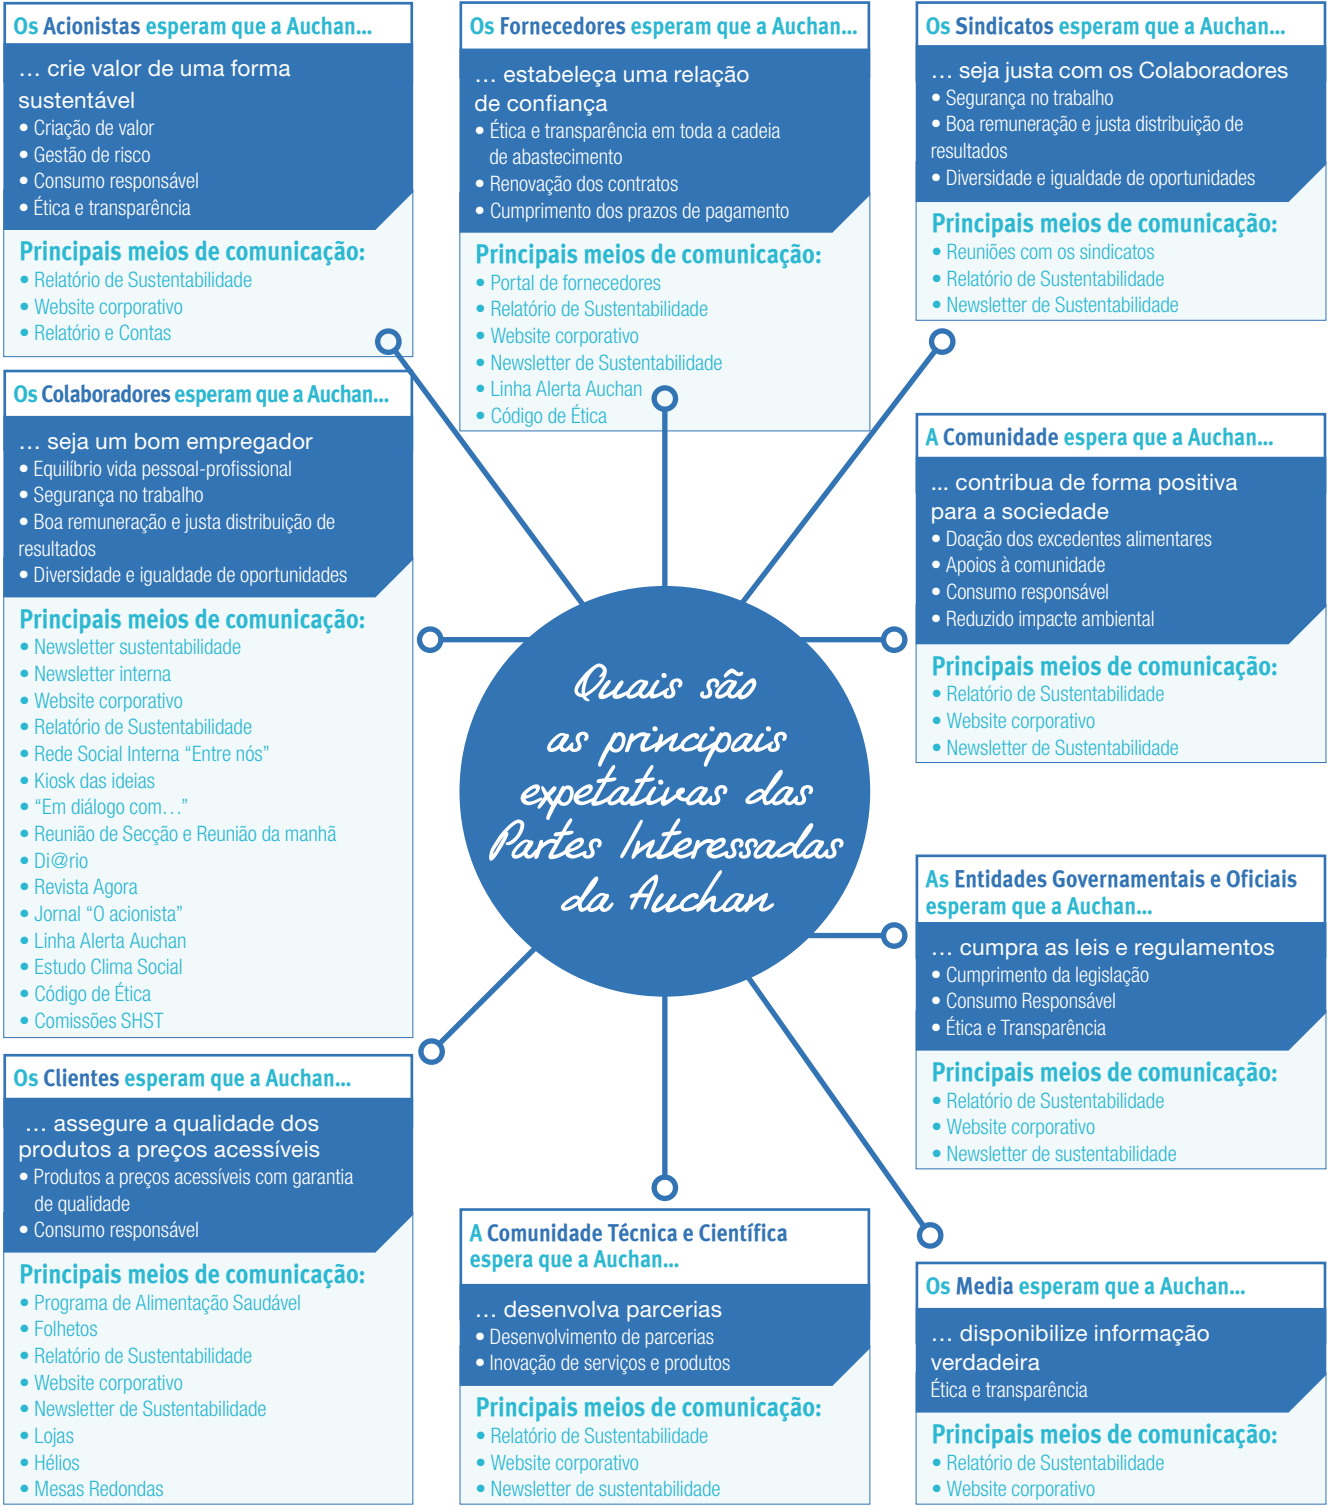 Os Acionistas esperam que a Auchan...
… crie valor de uma forma
sustentável
• Criação de valor
• Gestão de risco
• Consumo responsável
• Ética e transparência
Principais meios de comunicação:
• Relatório de Sustentabilidade
• Website corporativo
• Relatório e Contas
Os Colaboradores esperam que a Auchan...
… seja um bom empregador
• Equilíbrio vida pessoal-profissional
• Segurança no trabalho
• Boa remuneração e justa distribuição de
resultados
• Diversidade e igualdade de oportunidades
Principais meios de comunicação:
• Newsletter sustentabilidade
• Newsletter interna
• Website corporativo
• Relatório de Sustentabilidade
• Rede Social Interna “Entre nós”
• Kiosk das ideias
• “Em diálogo com…”
• Reunião de Secção e Reunião da manhã
• Di@rio
• Revista Agora
• Jornal “O acionista”
• Linha Alerta Auchan
• Estudo Clima Social
• Código de Ética
• Comissões SHST
Os Clientes esperam que a Auchan...
… assegure a qualidade dos
produtos a preços acessíveis
• Produtos a preços acessíveis com garantia
de qualidade
• Consumo responsável
Principais meios de comunicação:
• Programa de Alimentação Saudável
• Folhetos
• Relatório de Sustentabilidade
• Website corporativo
• Newsletter de Sustentabilidade
• Lojas
• Hélios
• Mesas Redondas
Os Fornecedores esperam que a Auchan...
… estabeleça uma relação
de confiança
• Ética e transparência em toda a cadeia
de abastecimento
• Renovação dos contratos
• Cumprimento dos prazos de pagamento
Principais meios de comunicação:
• Portal de fornecedores
• Relatório de Sustentabilidade
• Website corporativo
• Newsletter de Sustentabilidade
• Linha Alerta Auchan
• Código de Ética
Quais são
as principais
expetativas das
Partes Interessadas
da Auchan
A Comunidade Técnica e Científica
espera que a Auchan...
… desenvolva parcerias
• Desenvolvimento de parcerias
• Inovação de serviços e produtos
Principais meios de comunicação:
• Relatório de Sustentabilidade
• Website corporativo
• Newsletter de sustentabilidade
Os Sindicatos esperam que a Auchan...
… seja justa com os Colaboradores
• Segurança no trabalho
• Boa remuneração e justa distribuição de
resultados
• Diversidade e igualdade de oportunidades
Principais meios de comunicação:
• Reuniões com os sindicatos
• Relatório de Sustentabilidade
• Newsletter de Sustentabilidade
A Comunidade espera que a Auchan...
... contribua de forma positiva
para a sociedade
• Doação dos excedentes alimentares
• Apoios à comunidade
• Consumo responsável
• Reduzido impacte ambiental
Principais meios de comunicação:
• Relatório de Sustentabilidade
• Website corporativo
• Newsletter de Sustentabilidade
As Entidades Governamentais e Oficiais
esperam que a Auchan...
… cumpra as leis e regulamentos
• Cumprimento da legislação
• Consumo Responsável
• Ética e Transparência
Principais meios de comunicação:
• Relatório de Sustentabilidade
• Website corporativo
• Newsletter de sustentabilidade
Os Media esperam que a Auchan...
… disponibilize informação
verdadeira
Ética e transparência
Principais meios de comunicação:
• Relatório de Sustentabilidade
• Website corporativo